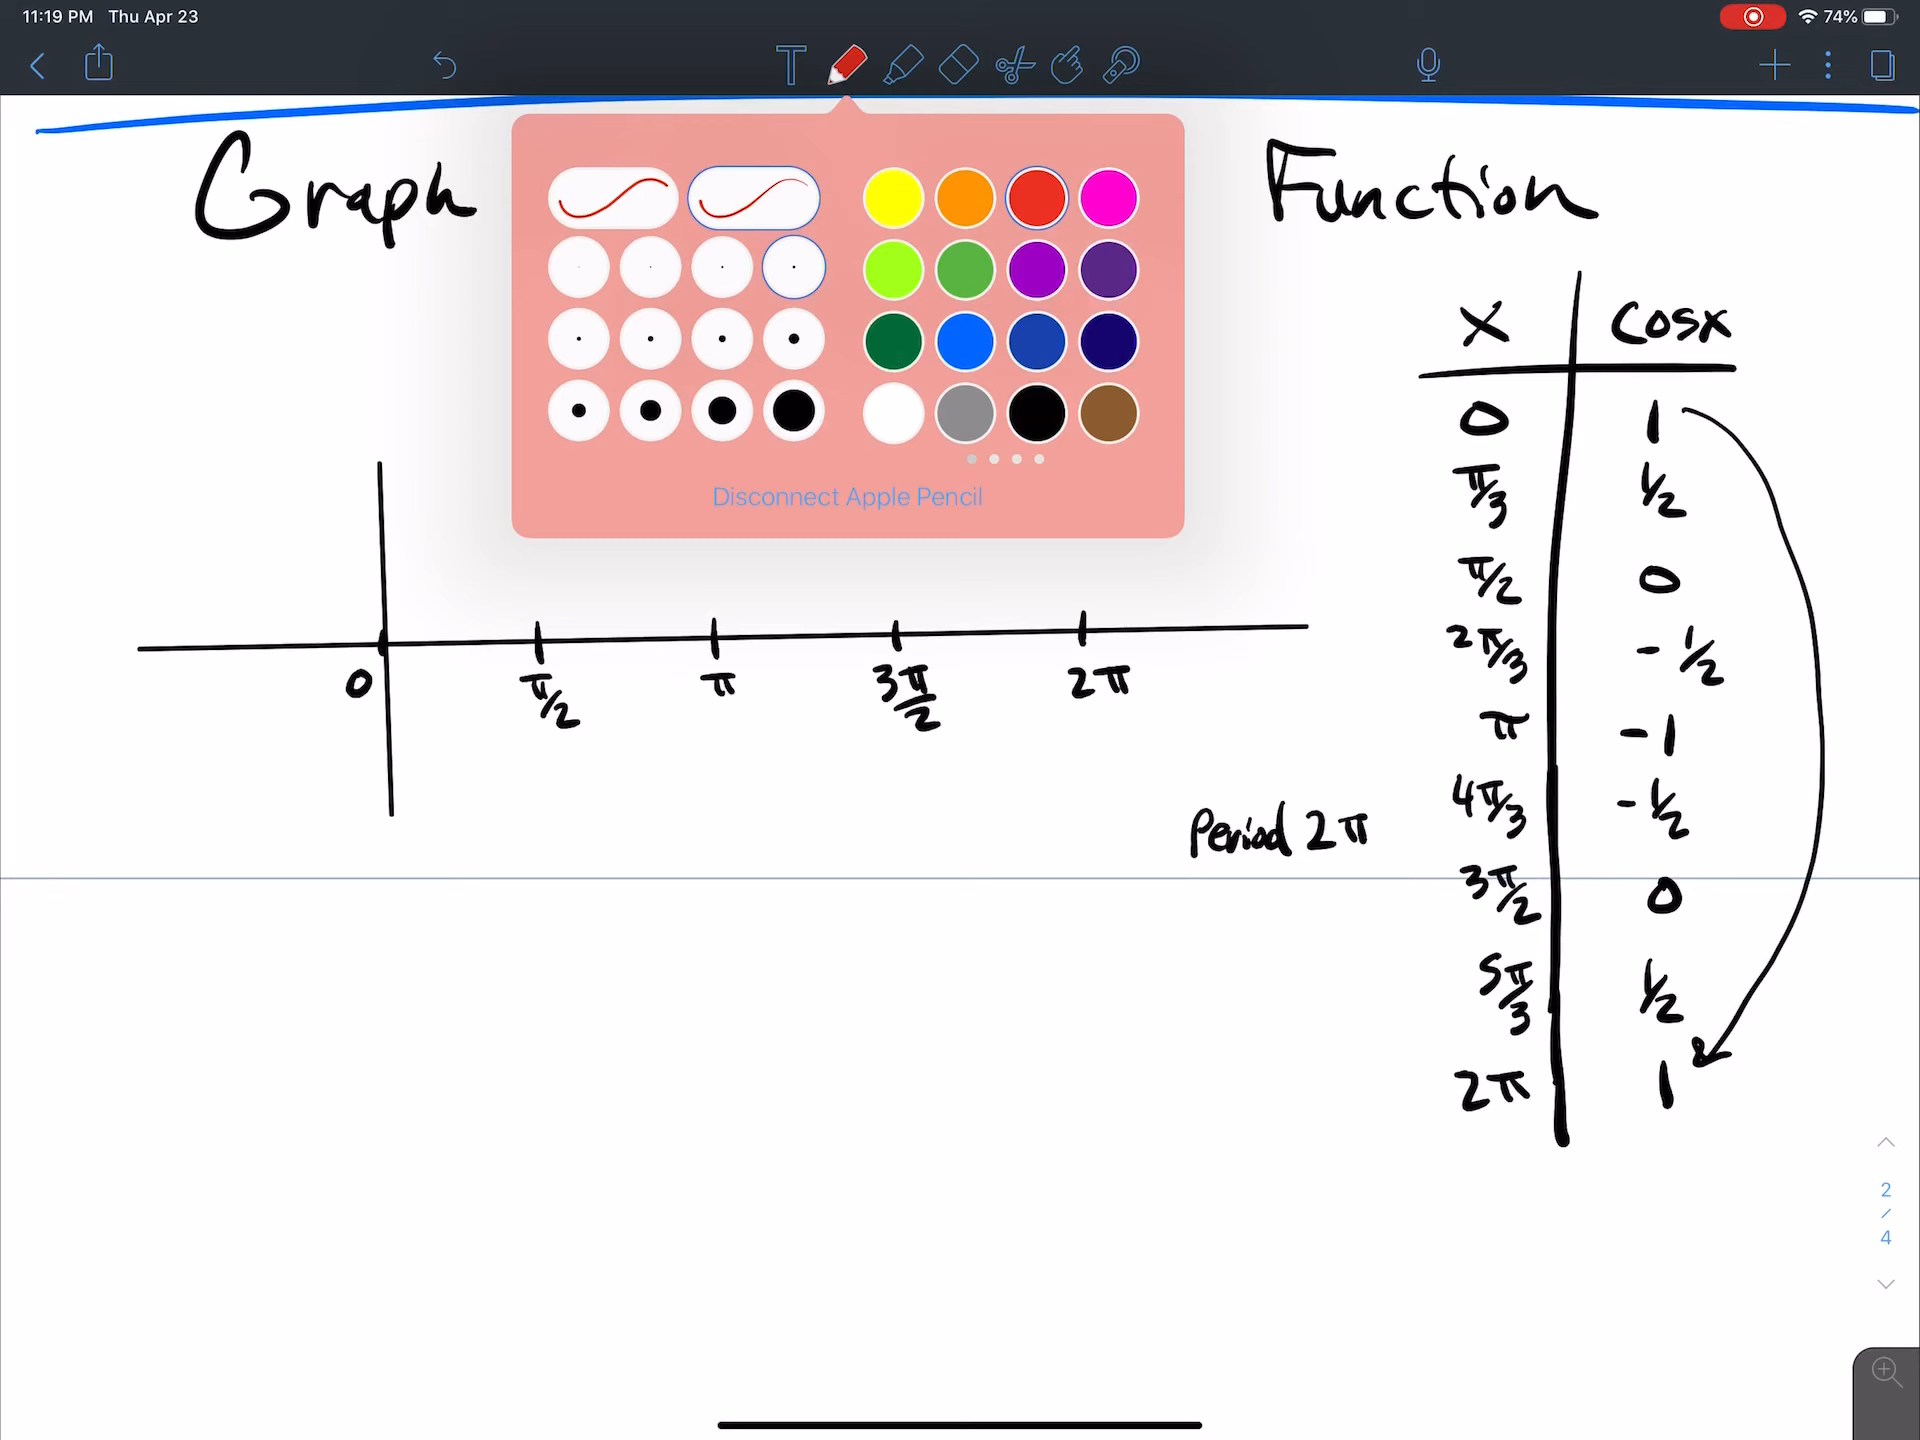 11:19 PM Thu Apr 23
74%
T
Graph Function
Disconnect Apple Pencil
x cosx
0 1
π/3 1/2
π/2 0
2π/3 - 1/2
π -1
4π/3 -1/2
3π/2 0
5π/3 1/2
2π 1
0 π/2 π 3π/2 2π
Period 2π
2
/
4